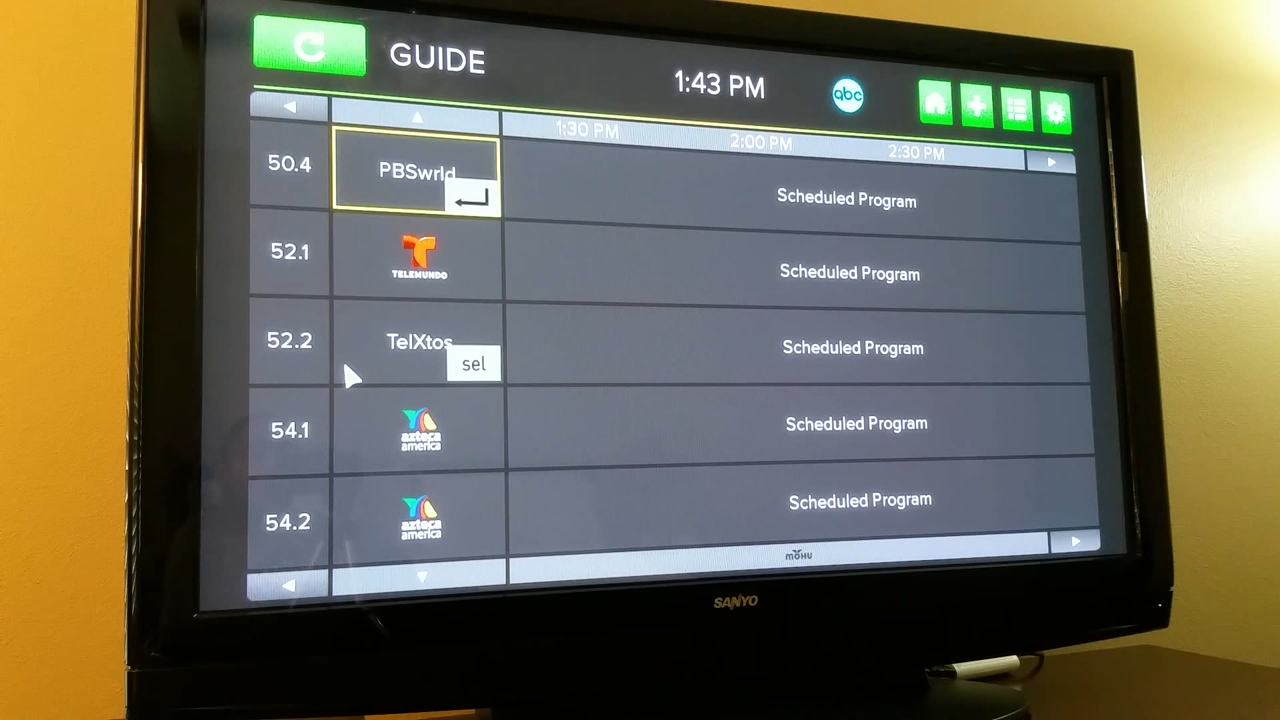 GUIDE
1:43 PM
abc
1:30 PM 2:00 PM 2:30 PM
50.4 PBSwrld Scheduled Program
52.1 TELEMUNDO Scheduled Program
52.2 TelXtos Scheduled Program
sel
54.1 azteca america Scheduled Program
54.2 azteca america Scheduled Program
mohu
SANYO